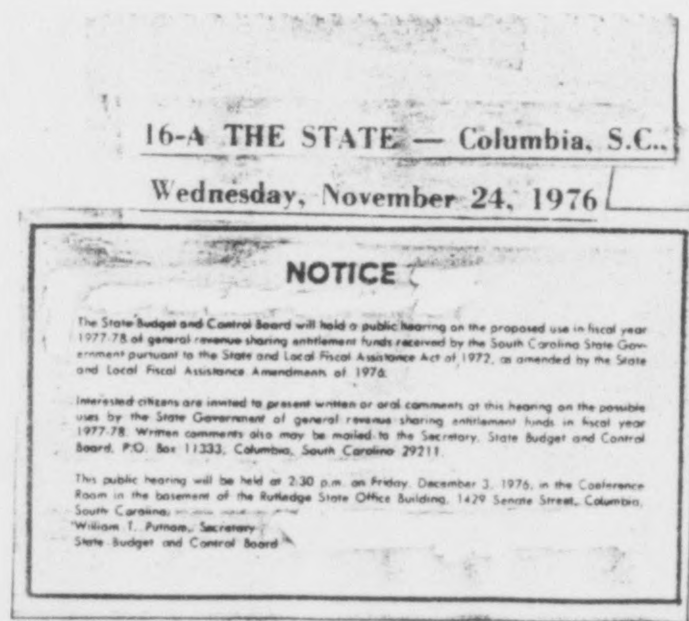 16-A THE STATE — Columbia, S.C.,
Wednesday, November 24, 1976
NOTICE
The State Budget and Control Board will hold a public hearing on the proposed use in fiscal year
1977-78 of general revenue sharing entitlement funds received by the South Carolina State Gov-
ernment pursuant to the State and Local Fiscal Assistance Act of 1972, as amended by the State
and Local Fiscal Assistance Amendments of 1976.
Interested citizens are invited to present written or oral comments at this hearing on the possible
uses by the State Government of general revenue sharing entitlement funds in fiscal year
1977-78. Written comments also may be mailed to the Secretary, State Budget and Control
Board, P.O. Box 11333, Columbia, South Carolina 29211.
This public hearing will be held at 2:30 p.m. on Friday, December 3, 1976, in the Conference
Room in the basement of the Rutledge State Office Building, 1429 Senate Street, Columbia,
South Carolina.
William T. Putnam, Secretary
State Budget and Control Board